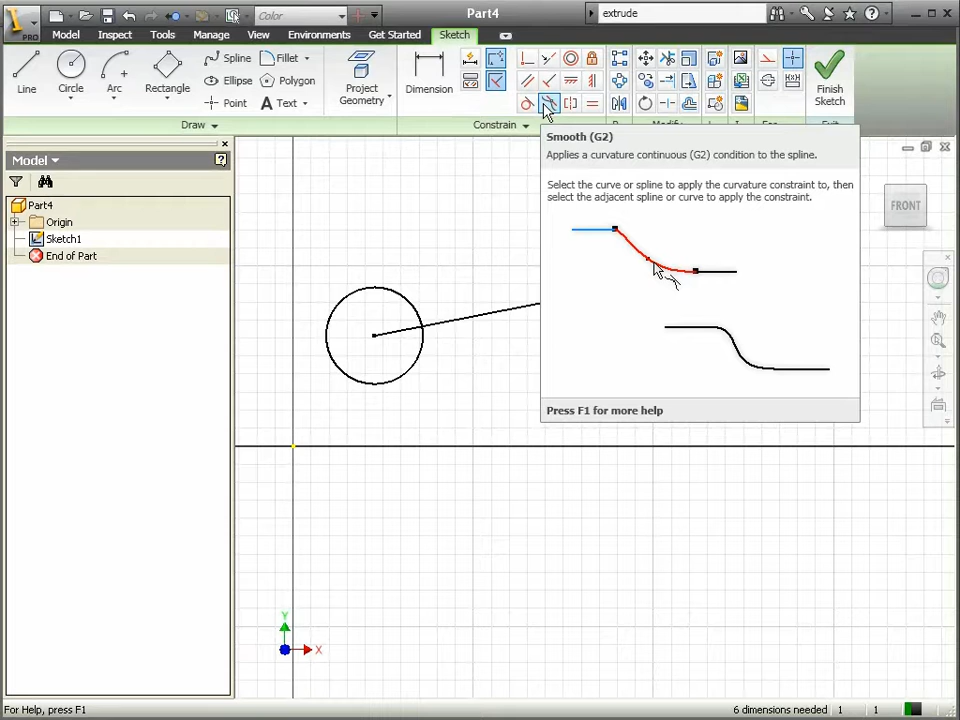 PRO
Color
Part4
extrude
Model
Inspect
Tools
Manage
View
Environments
Get Started
Sketch
Line
Circle
Arc
Rectangle
Spline
Ellipse
Point
Fillet
Polygon
Text
Project
Geometry
Dimension
Finish
Sketch
Draw
Constrain
Model
Part4
Origin
Sketch1
End of Part
Smooth (G2)
Applies a curvature continuous (G2) condition to the spline.
Select the curve or spline to apply the curvature constraint to, then
select the adjacent spline or curve to apply the constraint.
Press F1 for more help
FRONT
Y
X
For Help, press F1
6 dimensions needed
1
1